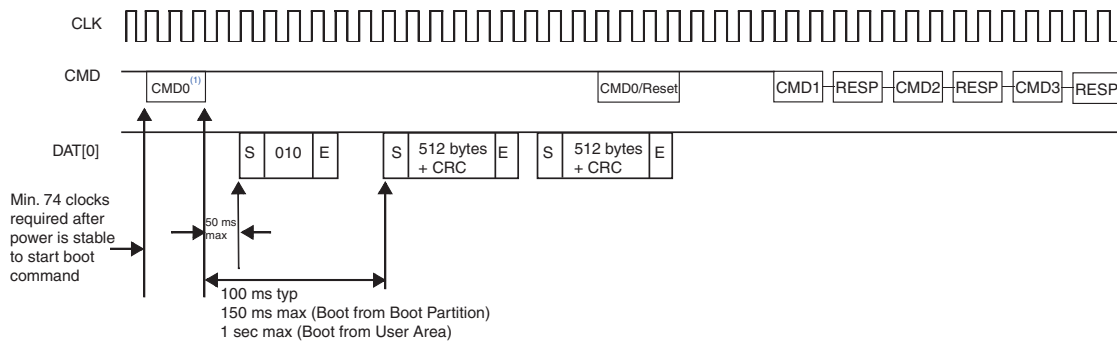 CLK
CMD
CMD0(1)
CMD0/Reset
CMD1
RESP
CMD2
RESP
CMD3
RESP
DAT[0]
S
010
E
S
512 bytes
+ CRC
E
S
512 bytes
+ CRC
E
Min. 74 clocks
required after
power is stable
to start boot
command
50 ms
max
100 ms typ
150 ms max (Boot from Boot Partition)
1 sec max (Boot from User Area)